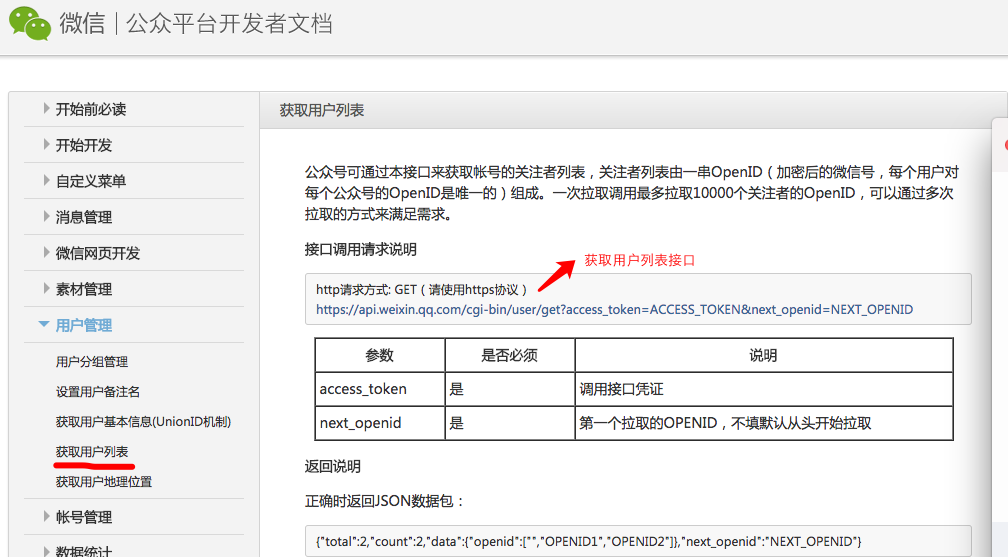 微信 | 公众平台开发者文档
开始前必读
开始开发
自定义菜单
消息管理
微信网页开发
素材管理
用户管理
用户分组管理
设置用户备注名
获取用户基本信息(UnionID机制)
获取用户列表
获取用户地理位置
帐号管理
数据统计
获取用户列表
公众号可通过本接口来获取帐号的关注者列表，关注者列表由一串OpenID（加密后的微信号，每个用户对
每个公众号的OpenID是唯一的）组成。一次拉取调用最多拉取10000个关注者的OpenID，可以通过多次
拉取的方式来满足需求。
接口调用请求说明
获取用户列表接口
http请求方式: GET（请使用https协议）
https://api.weixin.qq.com/cgi-bin/user/get?access_token=ACCESS_TOKEN&next_openid=NEXT_OPENID
参数 是否必须 说明
access_token 是 调用接口凭证
next_openid 是 第一个拉取的OPENID，不填默认从头开始拉取
返回说明
正确时返回JSON数据包：
{"total":2,"count":2,"data":{"openid":["","OPENID1","OPENID2"]},"next_openid":"NEXT_OPENID"}